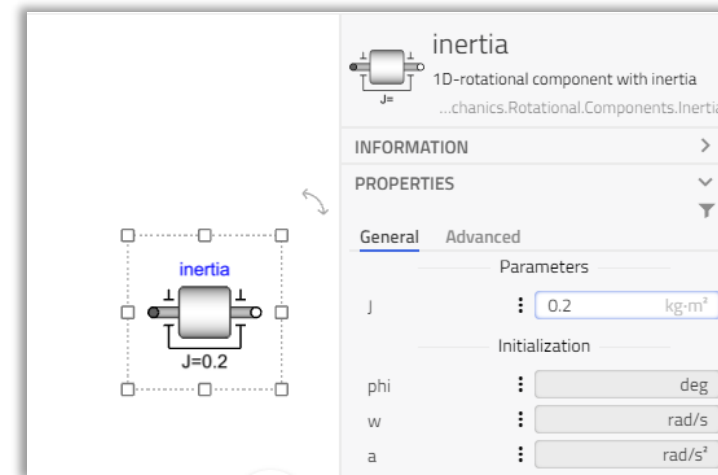 inertia
J=0.2
J=
inertia
1D-rotational component with inertia
...chanics.Rotational.Components.Inertia
INFORMATION
PROPERTIES
General Advanced
Parameters
J 0.2 kg·m²
Initialization
phi deg
w rad/s
a rad/s²